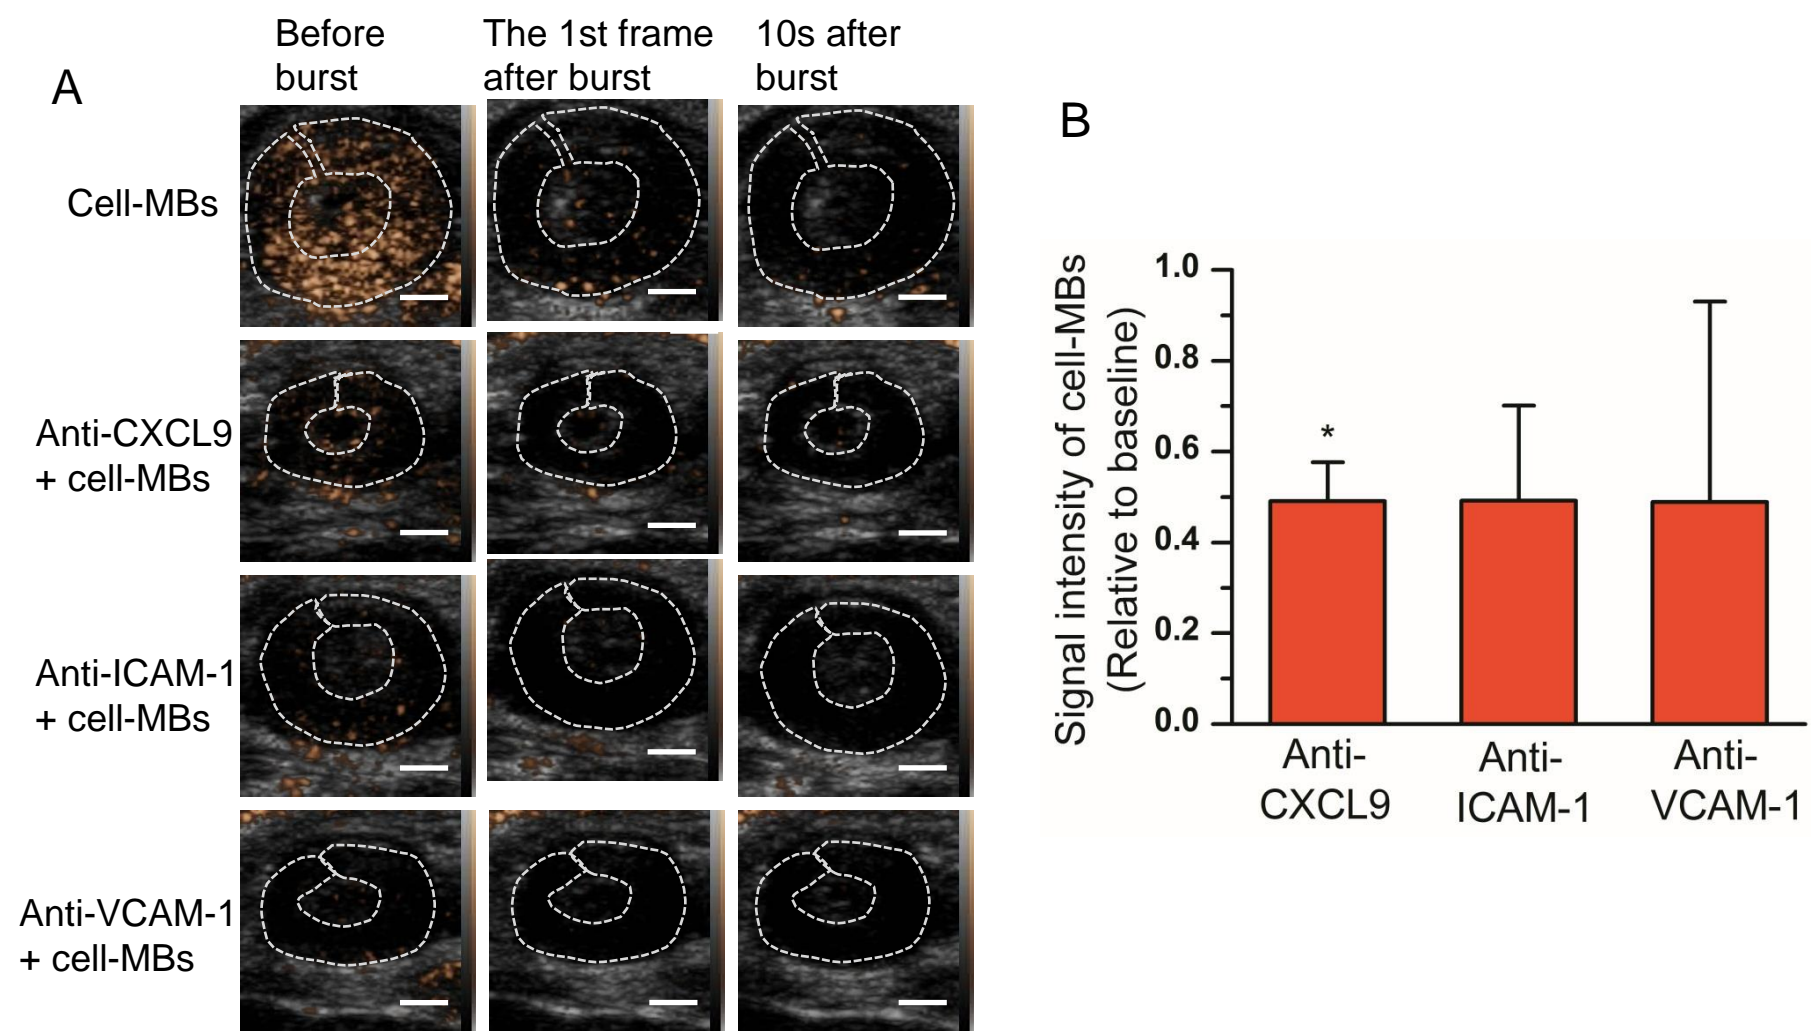 A
Before
burst
The 1st frame
after burst
10s after
burst
Cell-MBs
Anti-CXCL9
+ cell-MBs
Anti-ICAM-1
+ cell-MBs
Anti-VCAM-1
+ cell-MBs
B
Signal intensity of cell-MBs
(Relative to baseline)
1.0
0.8
0.6
0.4
0.2
0.0
*
Anti-
CXCL9
Anti-
ICAM-1
Anti-
VCAM-1